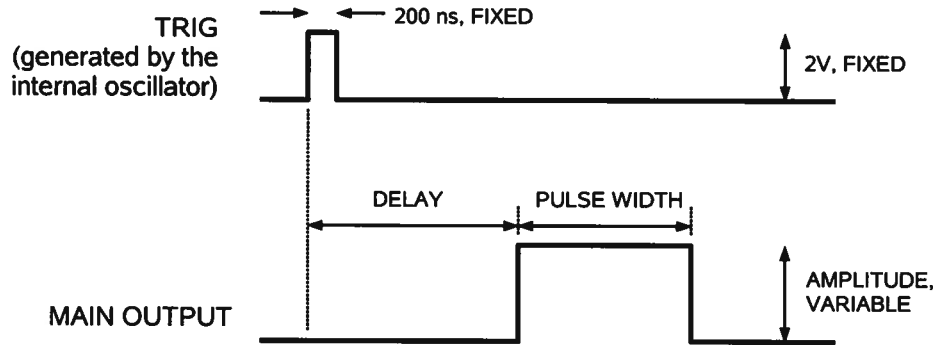 TRIG
(generated by the
internal oscillator)
200 ns, FIXED
2V, FIXED
DELAY
PULSE WIDTH
MAIN OUTPUT
AMPLITUDE,
VARIABLE